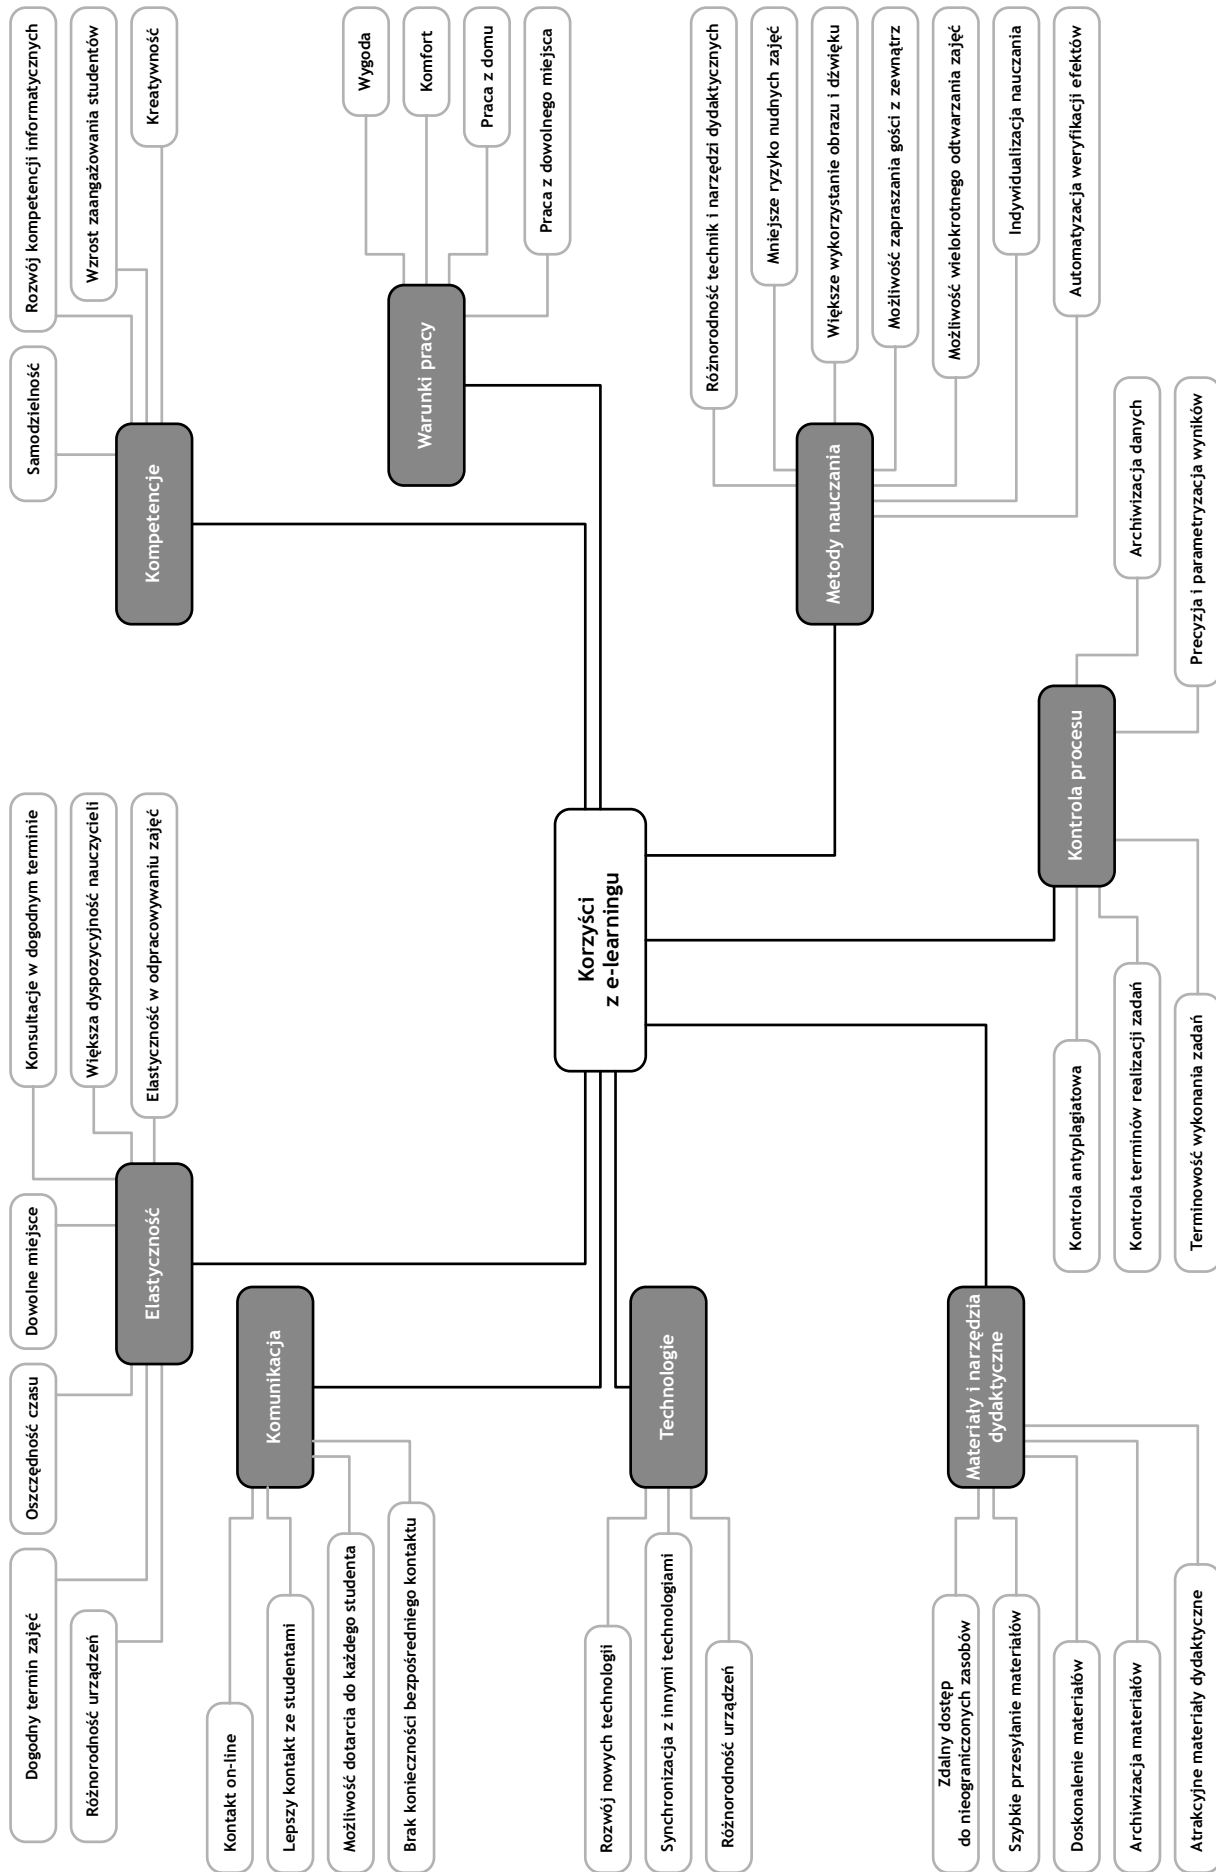 Dogodny termin zajęć
Oszczędność czasu
Dowolne miejsce
Konsultacje w dogodnym terminie
Samodzielność
Rozwój kompetencji informatycznych
Różnorodność urządzeń
Większa dyspozycyjność nauczycieli
Wzrost zaangażowania studentów
Elastyczność
Elastyczność w odpracowywaniu zajęć
Kompetencje
Kreatywność
Kontakt on-line
Komunikacja
Lepszy kontakt ze studentami
Możliwość dotarcia do każdego studenta
Brak konieczności bezpośredniego kontaktu
Warunki pracy
Wygoda
Komfort
Praca z domu
Praca z dowolnego miejsca
Korzyści
z e-learningu
Rozwój nowych technologii
Technologie
Synchronizacja z innymi technologiami
Różnorodność urządzeń
Różnorodność technik i narzędzi dydaktycznych
Mniejsze ryzyko nudnych zajęć
Metody nauczania
Większe wykorzystanie obrazu i dźwięku
Możliwość zapraszania gości z zewnątrz
Możliwość wielokrotnego odtwarzania zajęć
Indywidualizacja nauczania
Automatyzacja weryfikacji efektów
Zdalny dostęp
do nieograniczonych zasobów
Materiały i narzędzia
dydaktyczne
Szybkie przesyłanie materiałów
Doskonalenie materiałów
Archiwizacja materiałów
Atrakcyjne materiały dydaktyczne
Kontrola antyplagiatowa
Kontrola procesu
Kontrola terminów realizacji zadań
Terminowość wykonania zadań
Archiwizacja danych
Precyzja i parametryzacja wyników